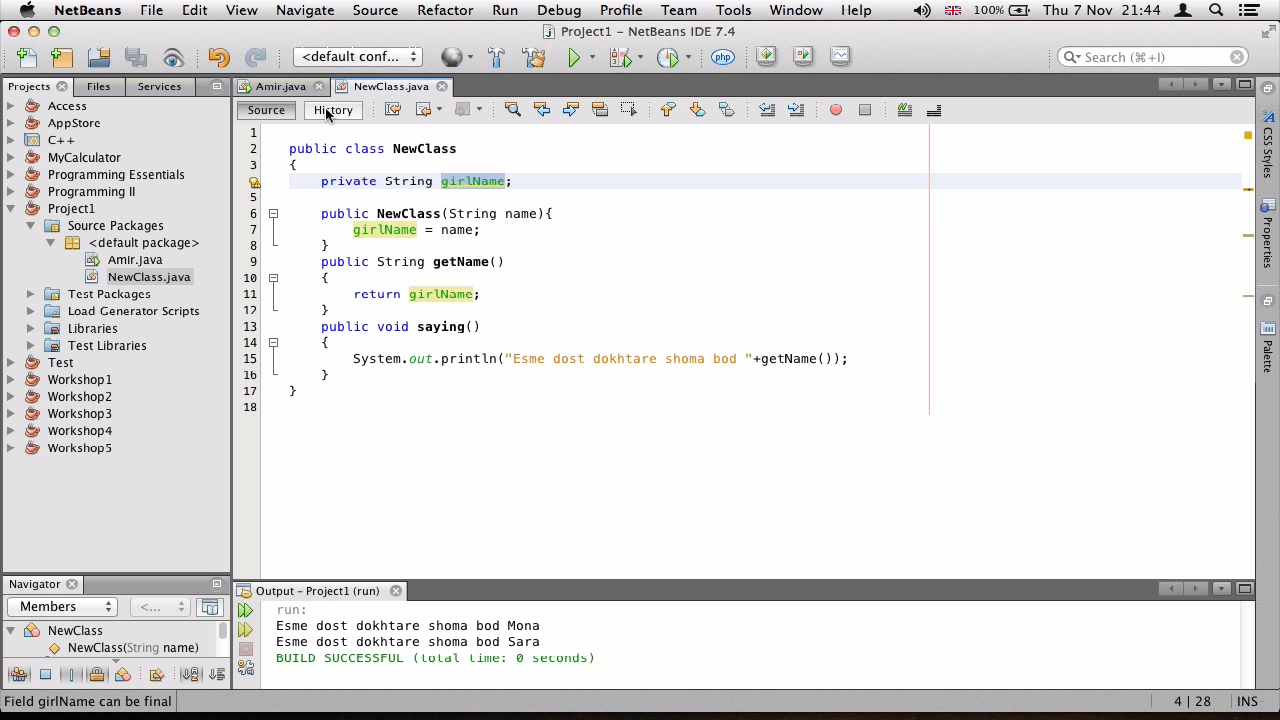 NetBeans File Edit View Navigate Source Refactor Run Debug Profile Team Tools Window Help 100% Thu 7 Nov 21:44
Project1 - NetBeans IDE 7.4
<default conf... php Search (⌘+I)
Projects Files Services
Amir.java NewClass.java
Source History
Access
AppStore
C++
MyCalculator
Programming Essentials
Programming II
Project1
Source Packages
<default package>
Amir.java
NewClass.java
Test Packages
Load Generator Scripts
Libraries
Test Libraries
Test
Workshop1
Workshop2
Workshop3
Workshop4
Workshop5
1
2 public class NewClass
3 {
private String girlName;
5
6 public NewClass(String name){
7 girlName = name;
8 }
9 public String getName()
10 {
11 return girlName;
12 }
13 public void saying()
14 {
15 System.out.println("Esme dost dokhtare shoma bod "+getName());
16 }
17 }
18
CSS Styles
Properties
Palette
Navigator
Members <...
NewClass
NewClass(String name)
Output - Project1 (run)
run:
Esme dost dokhtare shoma bod Mona
Esme dost dokhtare shoma bod Sara
BUILD SUCCESSFUL (total time: 0 seconds)
Field girlName can be final 4 | 28 INS